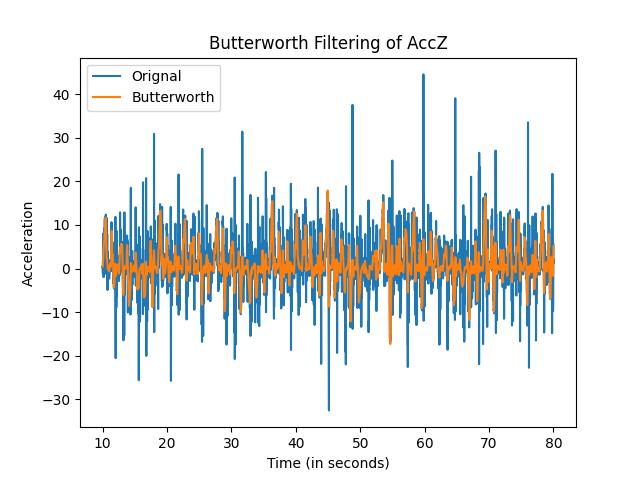 Butterworth Filtering of AccZ
Orignal
Butterworth
40
30
20
10
0
−10
−20
−30
Acceleration
10 20 30 40 50 60 70 80
Time (in seconds)